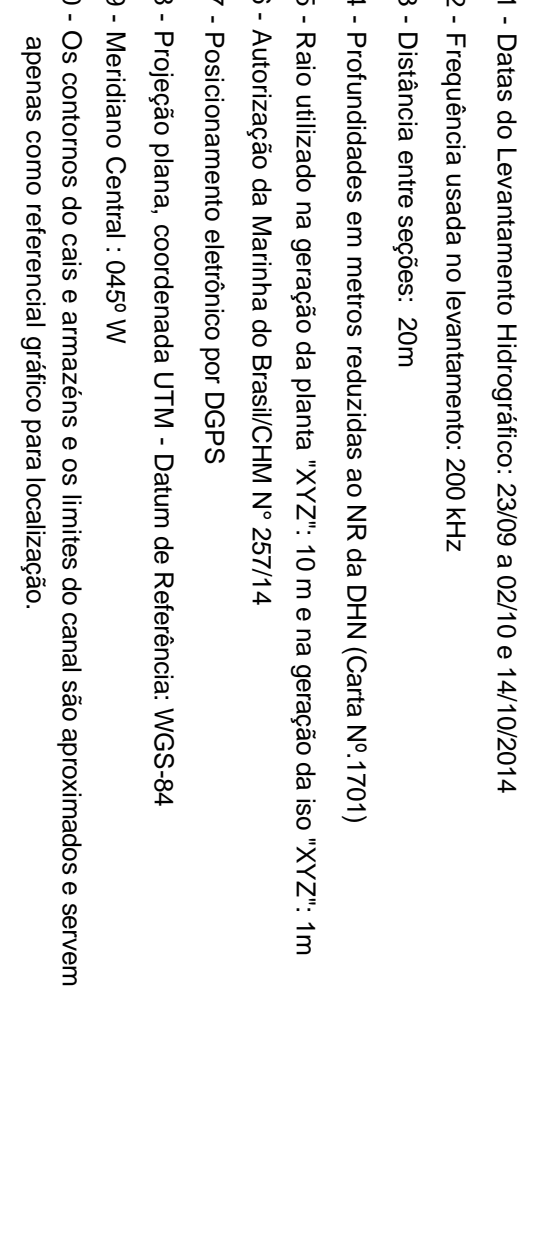 1 - Datas do Levantamento Hidrográfico: 23/09 a 02/10 e 14/10/2014
2 - Frequência usada no levantamento: 200 kHz
3 - Distância entre seções: 20m
4 - Profundidades em metros reduzidas ao NR da DHN (Carta Nº.1701)
5 - Raio utilizado na geração da planta "XYZ": 10 m e na geração da iso "XYZ": 1m
6 - Autorização da Marinha do Brasil/CHM N° 257/14
7 - Posicionamento eletrônico por DGPS
8 - Projeção plana, coordenada UTM - Datum de Referência: WGS-84
9 - Meridiano Central : 045º W
0 - Os contornos do cais e armazéns e os limites do canal são aproximados e servem
apenas como referencial gráfico para localização.